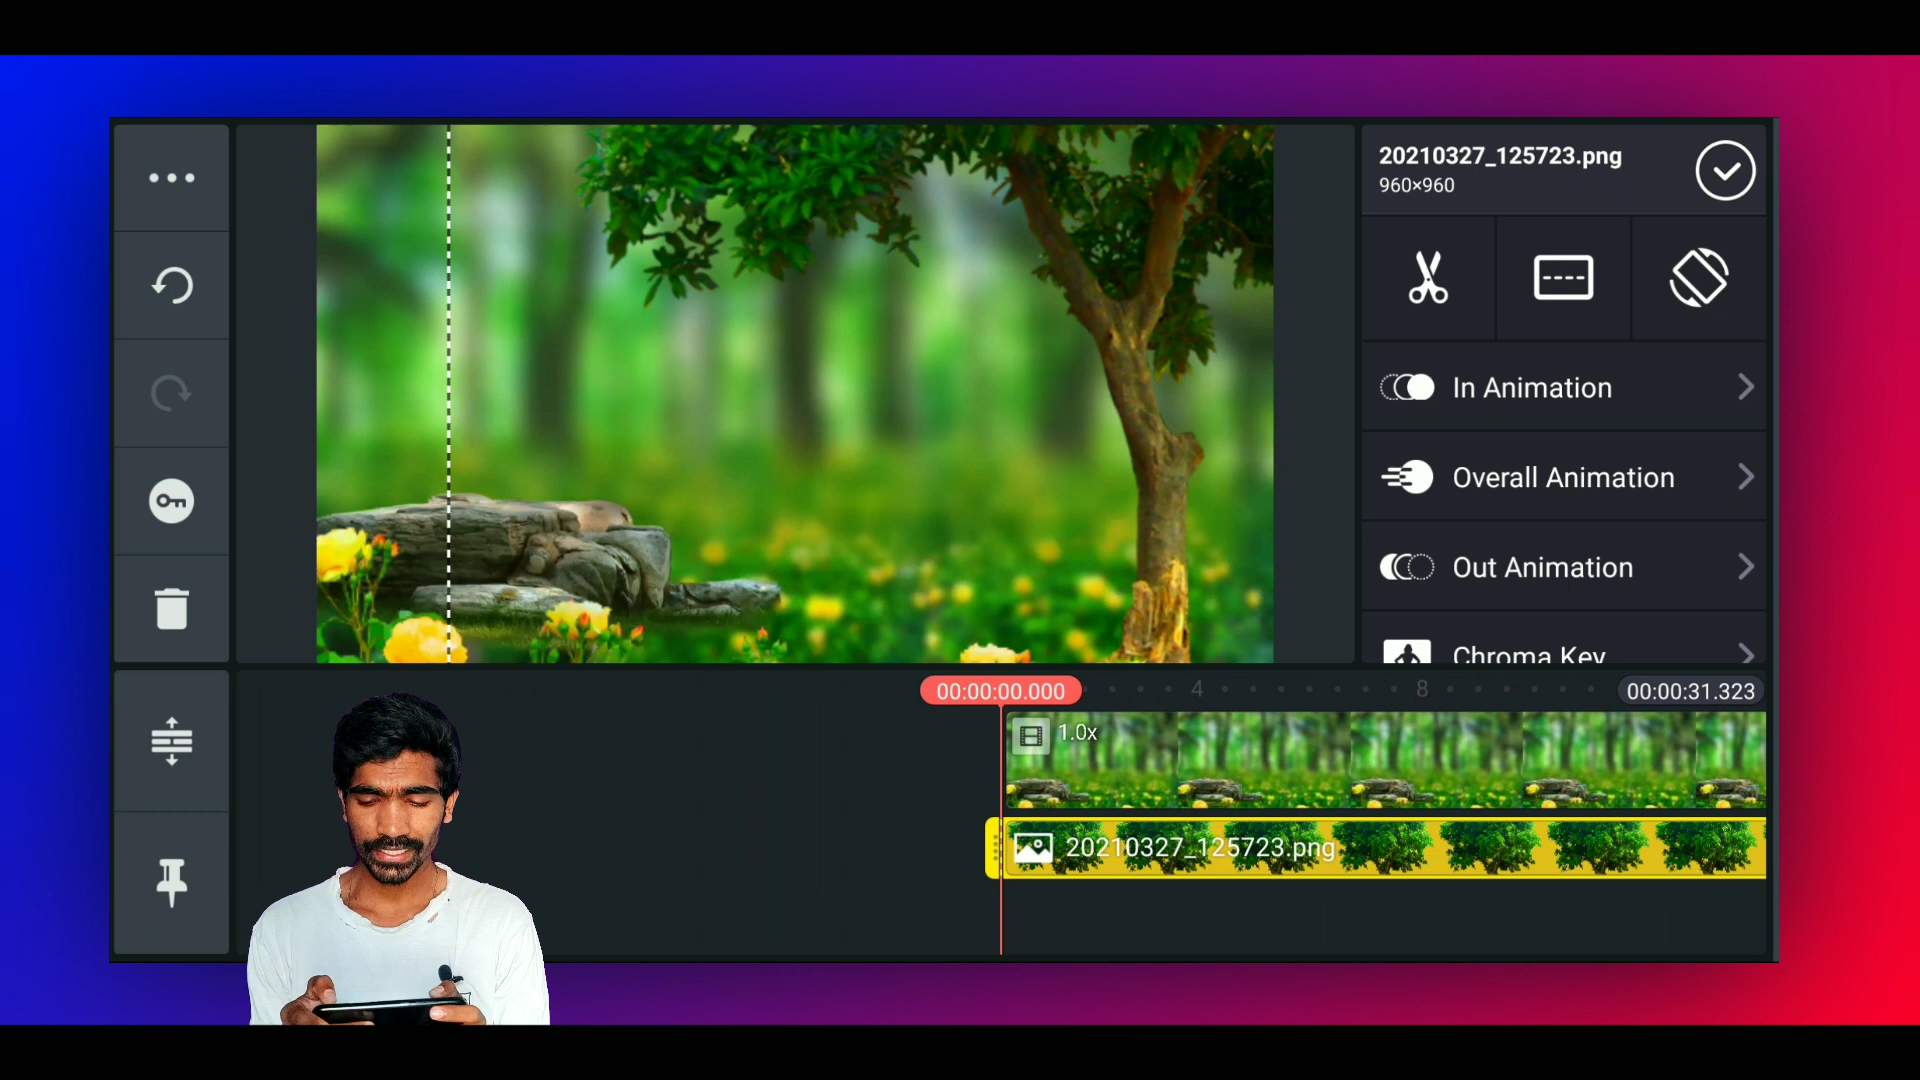 20210327_125723.png
960×960
In Animation
Overall Animation
Out Animation
Chroma Key
00:00:00.000
4
8
00:00:31.323
1.0x
20210327_125723.png